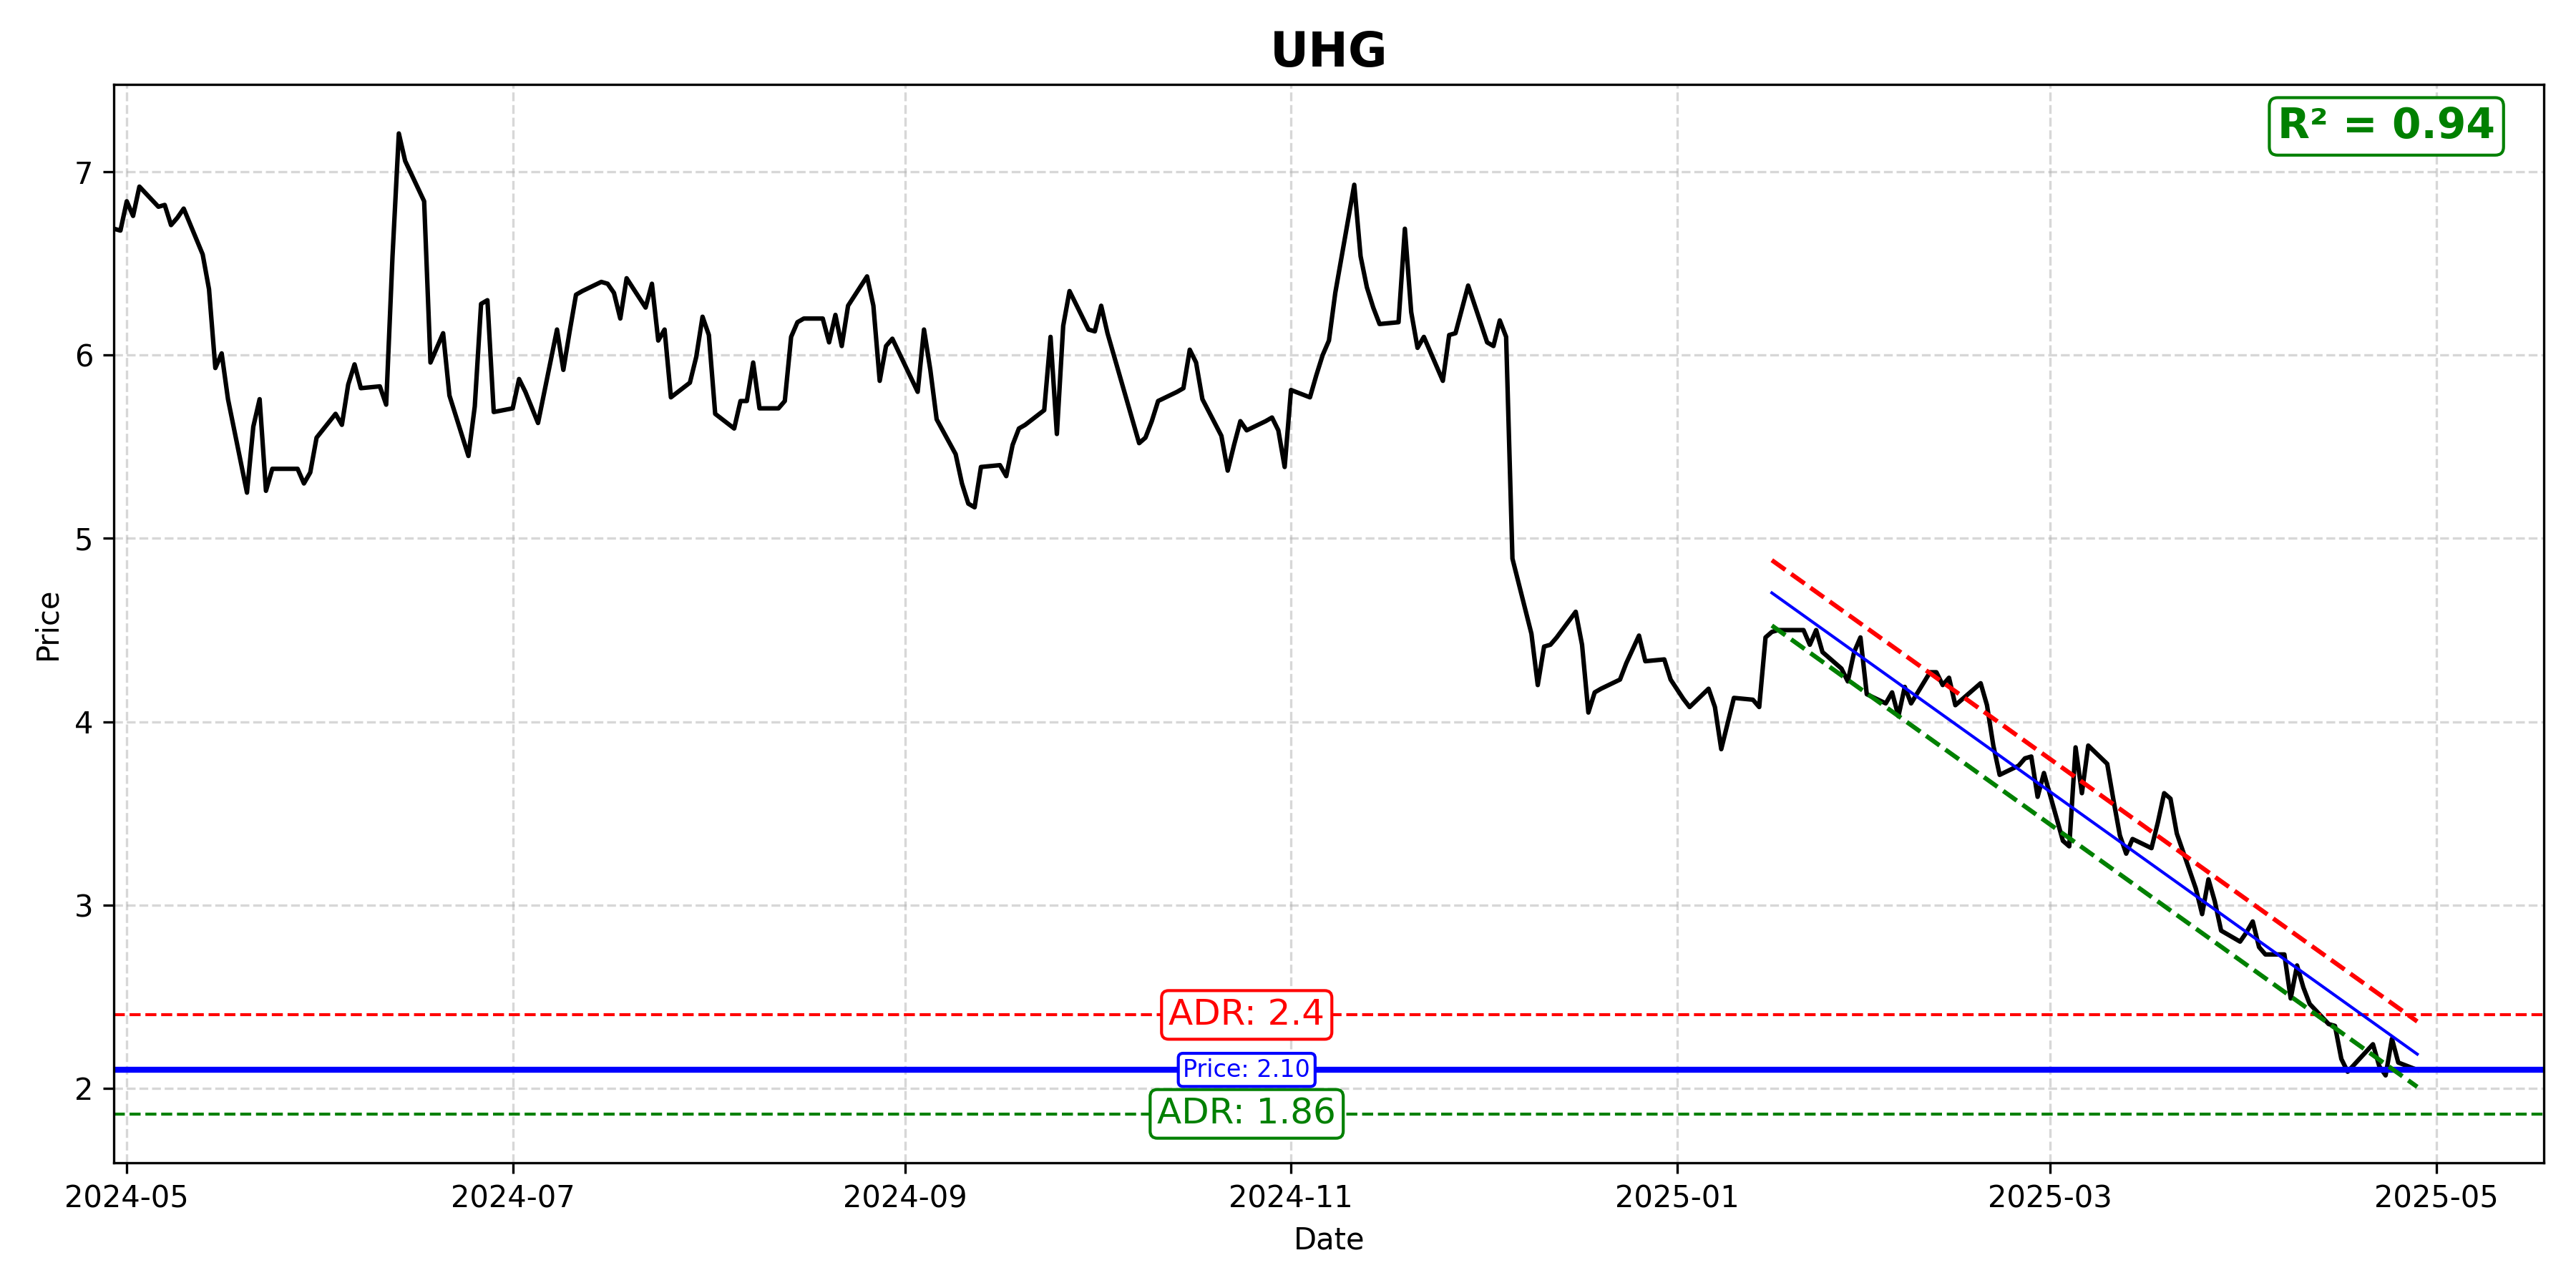 UHG
R² = 0.94
7
6
5
4
3
2
Price
ADR: 2.4
Price: 2.10
ADR: 1.86
2024-05
2024-07
2024-09
2024-11
2025-01
2025-03
2025-05
Date